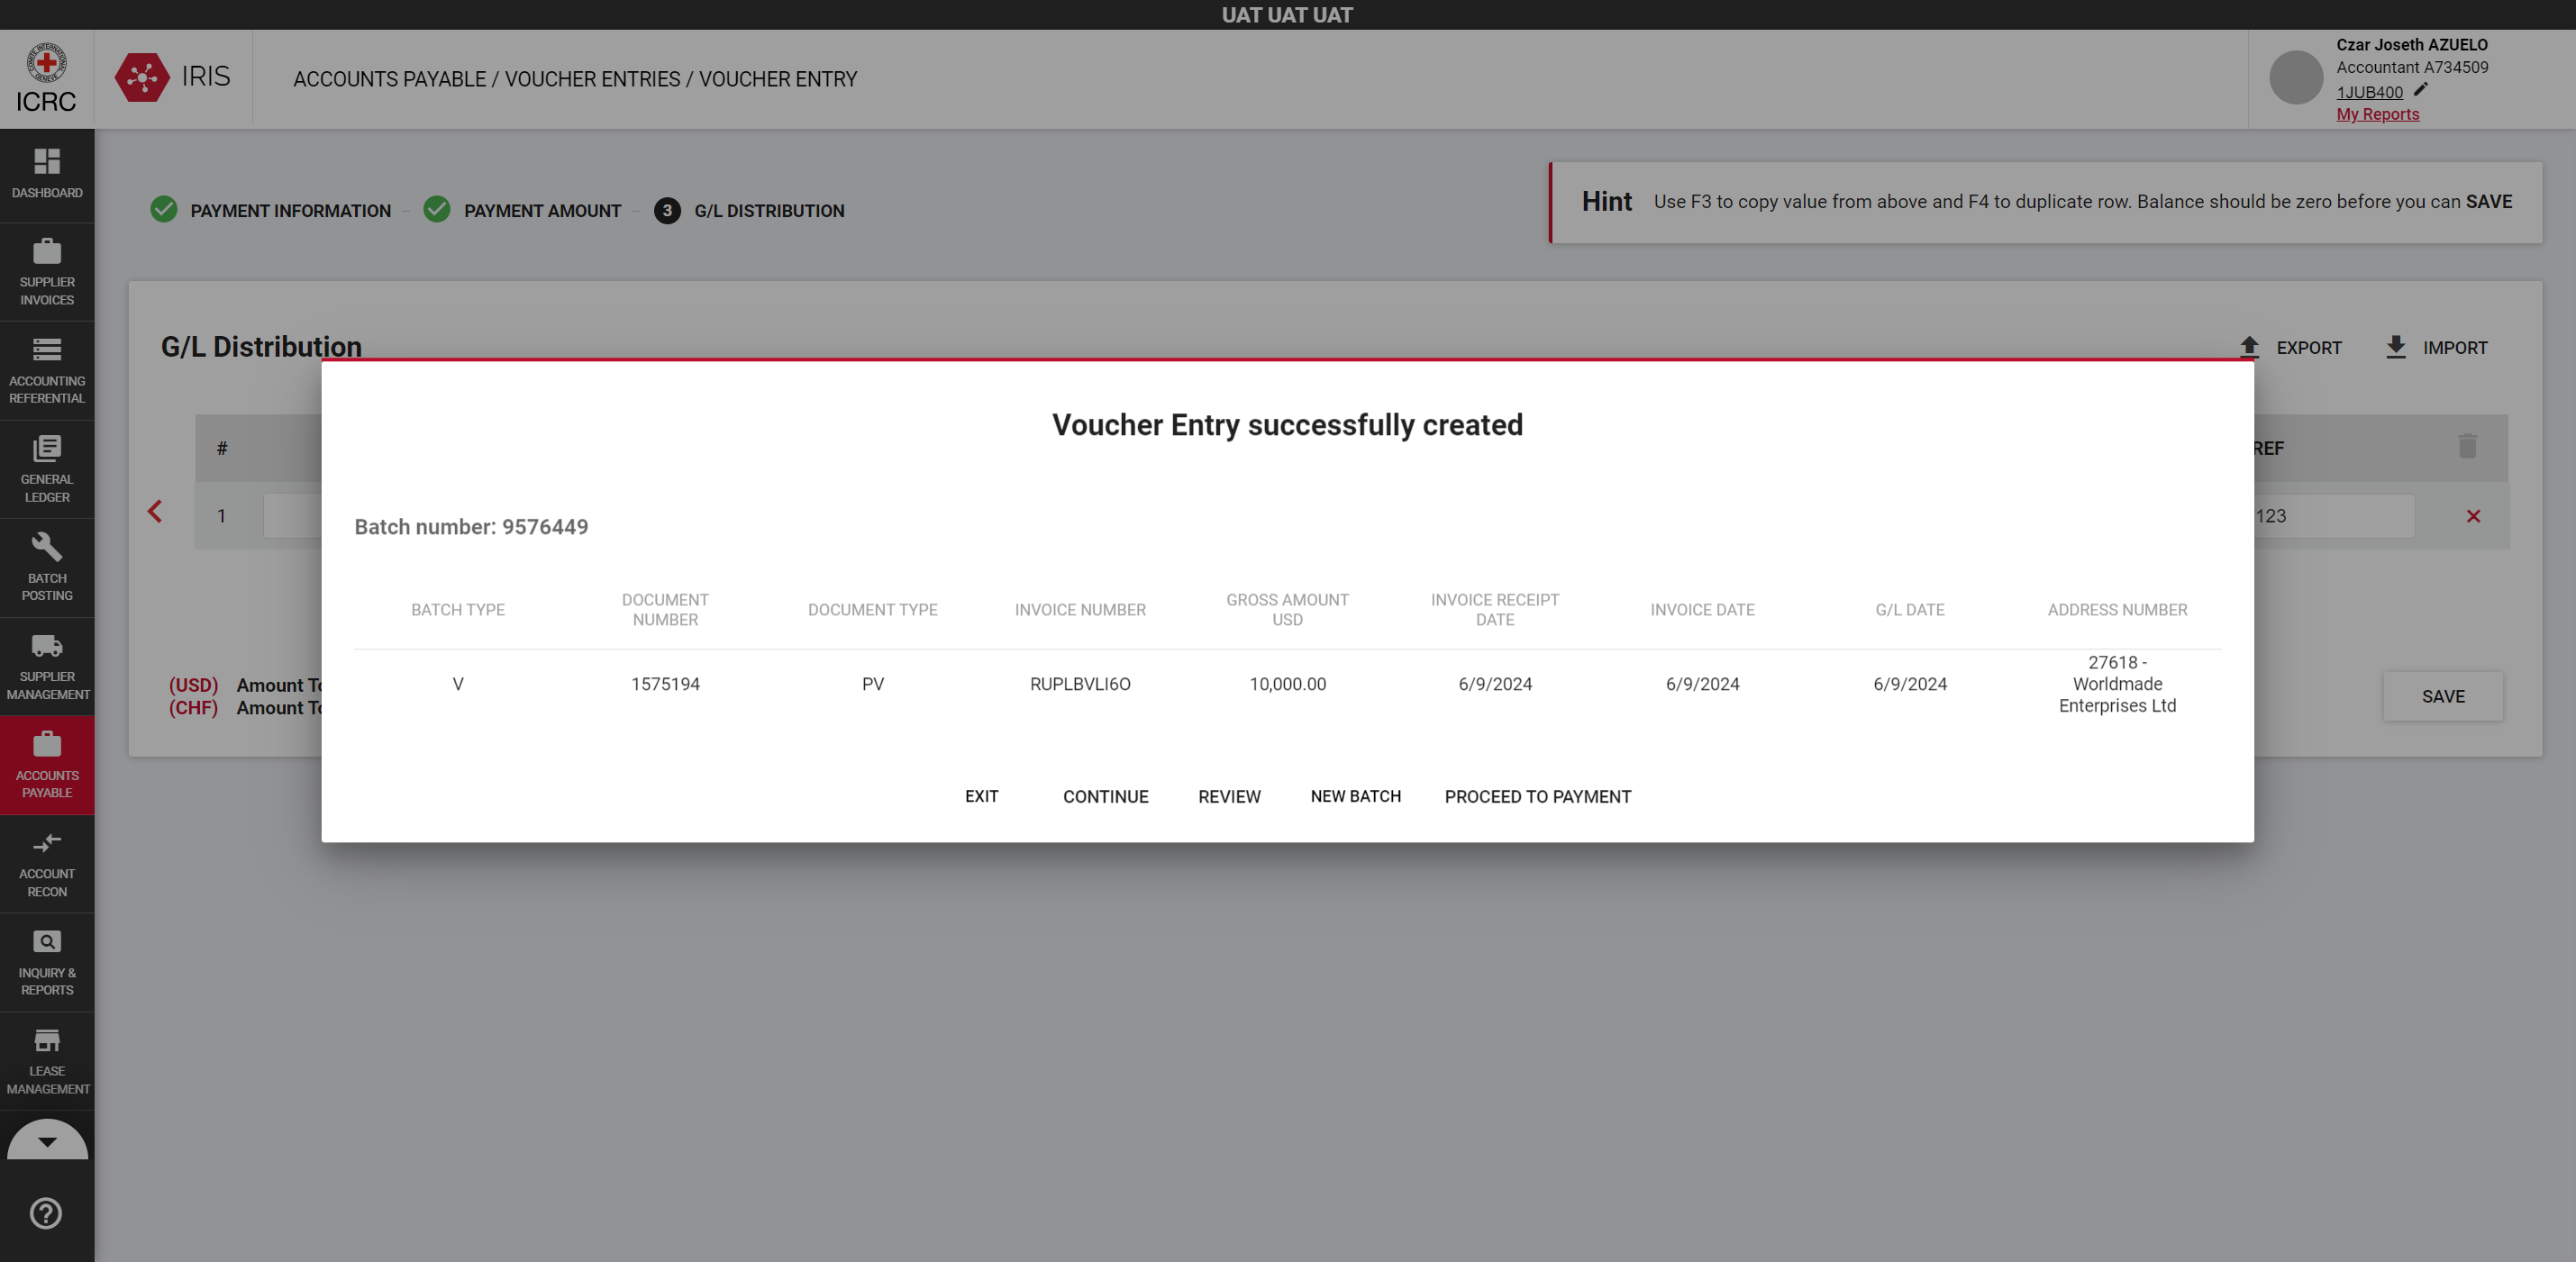 UAT UAT UAT
ICRC
IRIS
ACCOUNTS PAYABLE / VOUCHER ENTRIES / VOUCHER ENTRY
Czar Joseth AZUELO
Accountant A734509
1JUB400
My Reports
DASHBOARD
SUPPLIER
INVOICES
ACCOUNTING
REFERENTIAL
GENERAL
LEDGER
BATCH
POSTING
SUPPLIER
MANAGEMENT
ACCOUNTS
PAYABLE
ACCOUNT
RECON
INQUIRY &
REPORTS
LEASE
MANAGEMENT
PAYMENT INFORMATION
PAYMENT AMOUNT
3 G/L DISTRIBUTION
Hint Use F3 to copy value from above and F4 to duplicate row. Balance should be zero before you can SAVE
G/L Distribution
EXPORT
IMPORT
#
REF
1
123
(USD) Amount
(CHF) Amount
SAVE
Voucher Entry successfully created
Batch number: 9576449
BATCH TYPE
DOCUMENT
NUMBER
DOCUMENT TYPE
INVOICE NUMBER
GROSS AMOUNT
USD
INVOICE RECEIPT
DATE
INVOICE DATE
G/L DATE
ADDRESS NUMBER
V
1575194
PV
RUPLBVLI6O
10,000.00
6/9/2024
6/9/2024
6/9/2024
27618 -
Worldmade
Enterprises Ltd
EXIT
CONTINUE
REVIEW
NEW BATCH
PROCEED TO PAYMENT